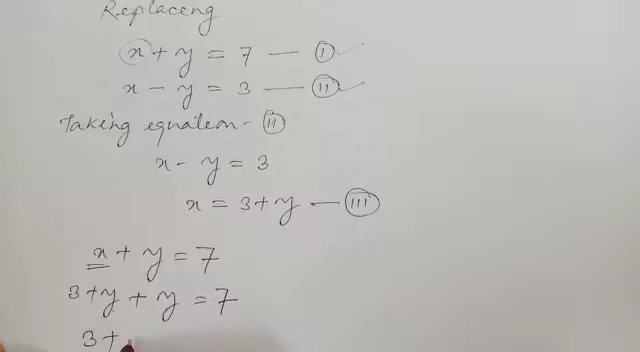 Replaceng
x + y = 7 — (I)
x - y = 3 — (II)
Taking equation - (II)
x - y = 3
x = 3 + y — (III)
x + y = 7
3 + y + y = 7
3 +